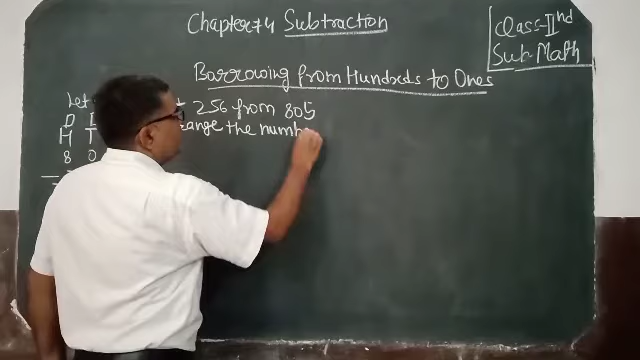 Chapter-4 Subtraction
Class-IInd
Sub-Math
Borrowing from Hundreds to Ones
256 from 805
the numb
Let
H T
8 0